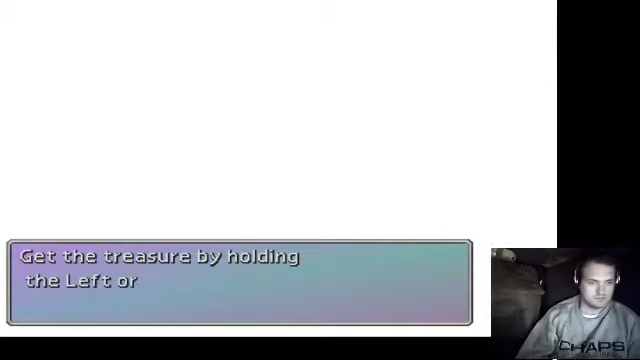 Get the treasure by holding
the Left or
CHAPS